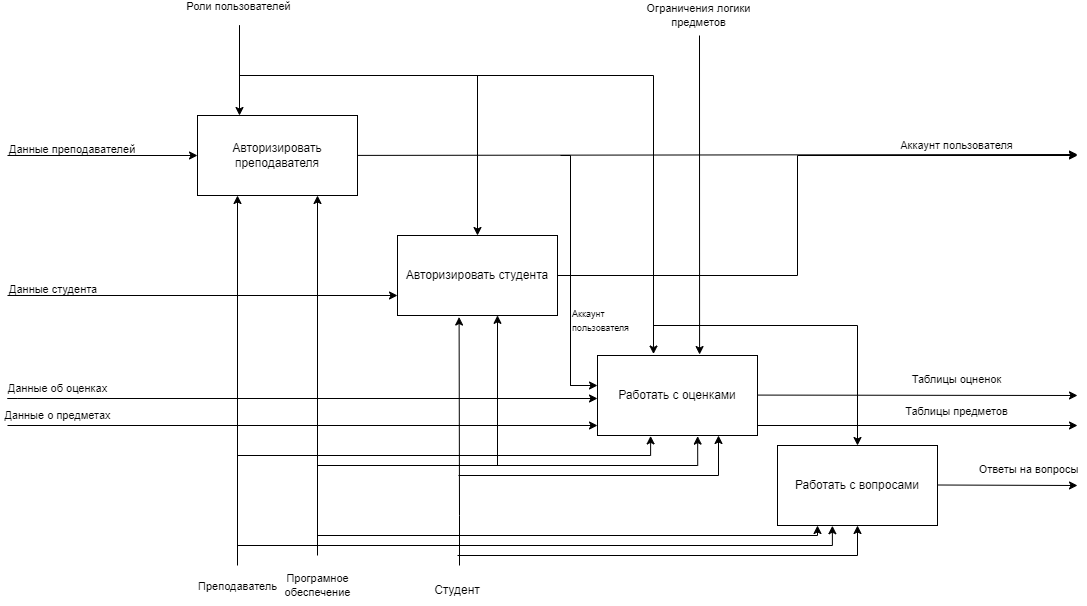 Роли пользователей
Ограничения логики
предметов
Данные преподавателей
Авторизировать
преподавателя
Аккаунт пользователя
Данные студента
Авторизировать студента
Аккаунт
пользователя
Данные об оценках
Данные о предметах
Работать с оценками
Таблицы оцненок
Таблицы предметов
Работать с вопросами
Ответы на вопросы
Преподаватель
Програмное
обеспечение
Студент